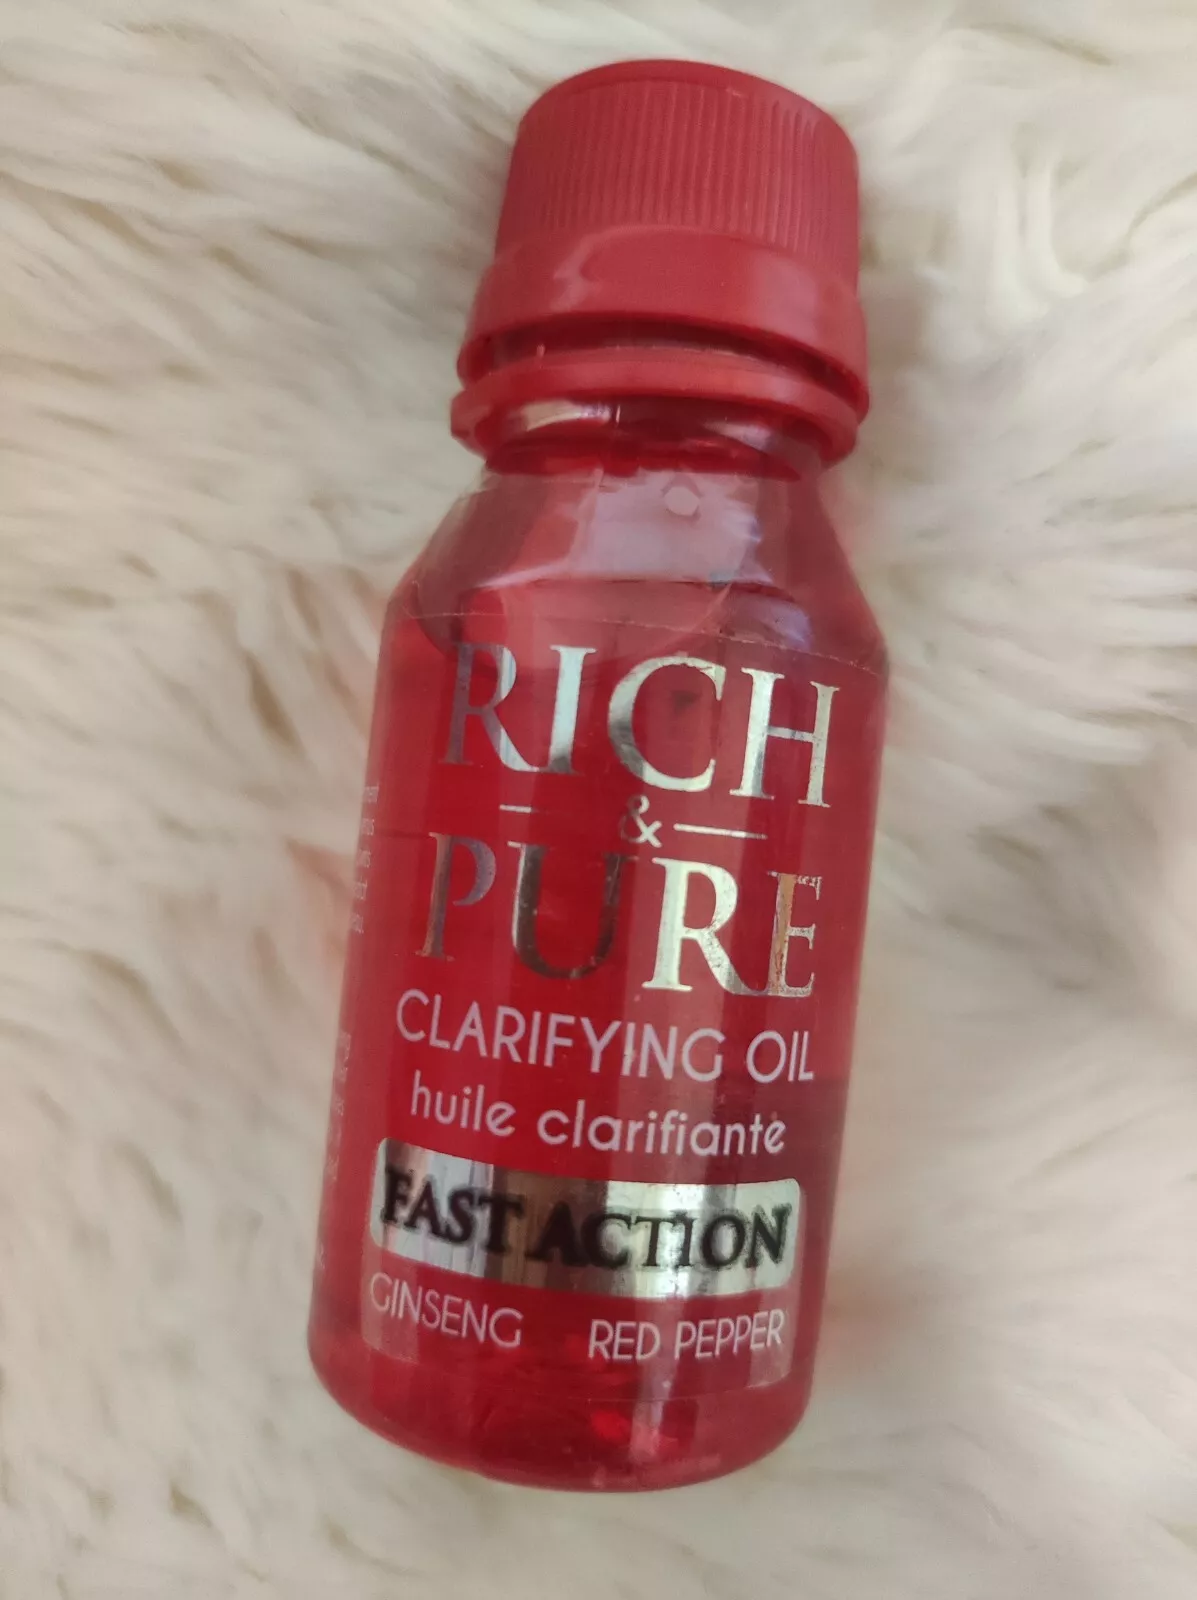 RICH
&
PURE
CLARIFYING OIL
huile clarifiante
FAST ACTION
GINSENG RED PEPPER